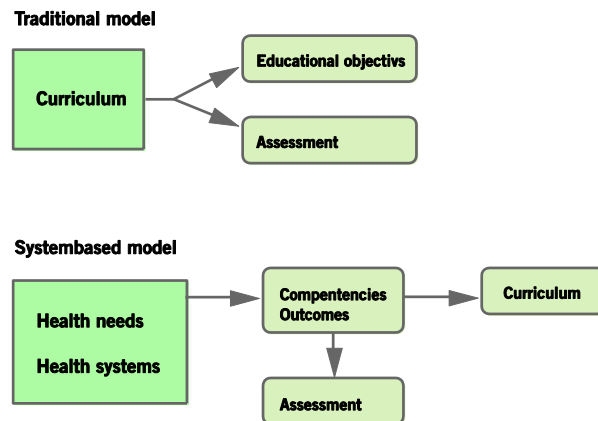 Traditional model
Curriculum
Educational objectivs
Assessment
Systembased model
Health needs
Health systems
Compentencies
Outcomes
Curriculum
Assessment